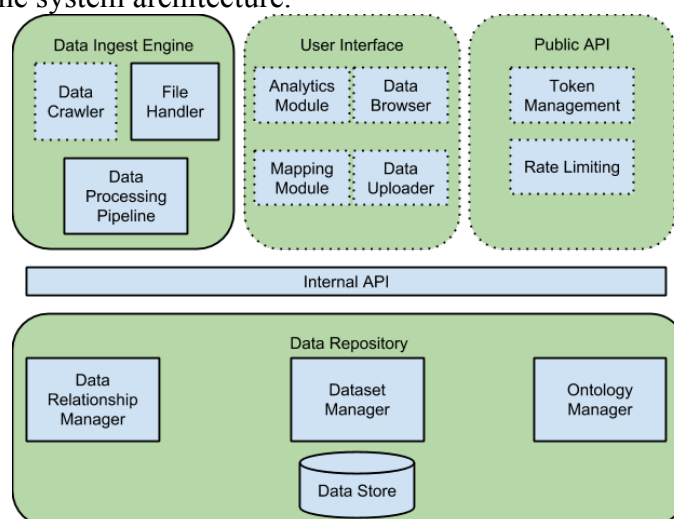 he system architecture.
Data Ingest Engine
User Interface
Public API
Data
Crawler
File
Handler
Analytics
Module
Data
Browser
Token
Management
Data
Processing
Pipeline
Mapping
Module
Data
Uploader
Rate Limiting
Internal API
Data Repository
Data
Relationship
Manager
Dataset
Manager
Ontology
Manager
Data Store